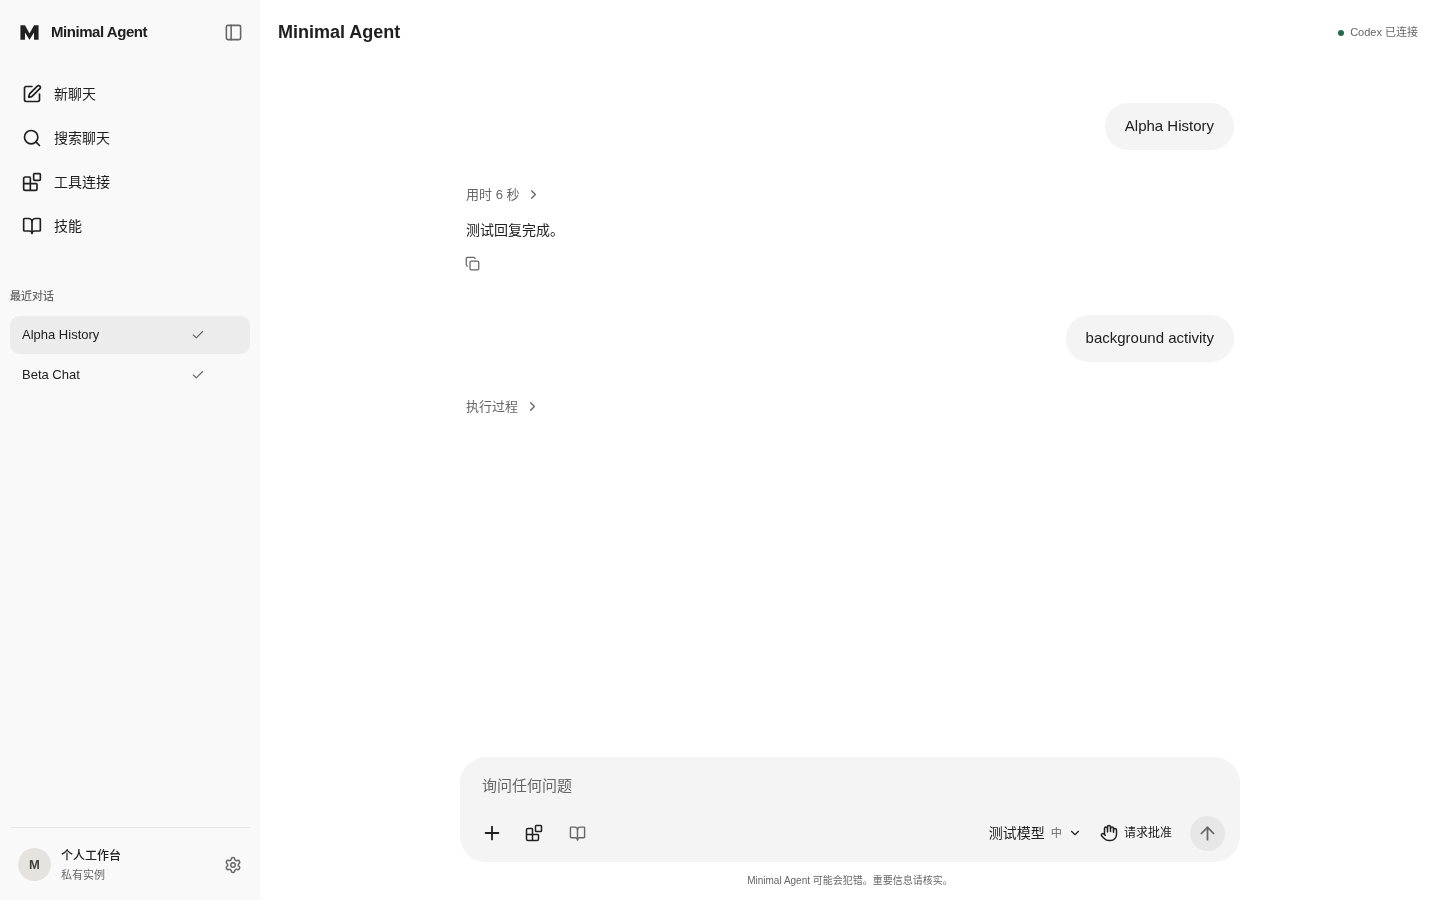 Minimal Agent
新聊天
搜索聊天
工具连接
技能
最近对话
Alpha History
Beta Chat
M
个人工作台
私有实例
Minimal Agent
Codex 已连接
Alpha History
用时 6 秒
测试回复完成。
background activity
执行过程
询问任何问题
测试模型 中
请求批准
Minimal Agent 可能会犯错。重要信息请核实。